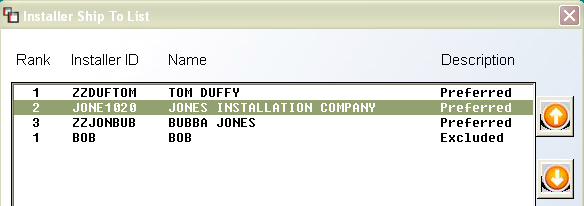 Installer Ship To List
Rank Installer ID Name Description
1 ZZDUFTOM TOM DUFFY Preferred
2 JONE1020 JONES INSTALLATION COMPANY Preferred
3 ZZJONBUB BUBBA JONES Preferred
1 BOB BOB Excluded